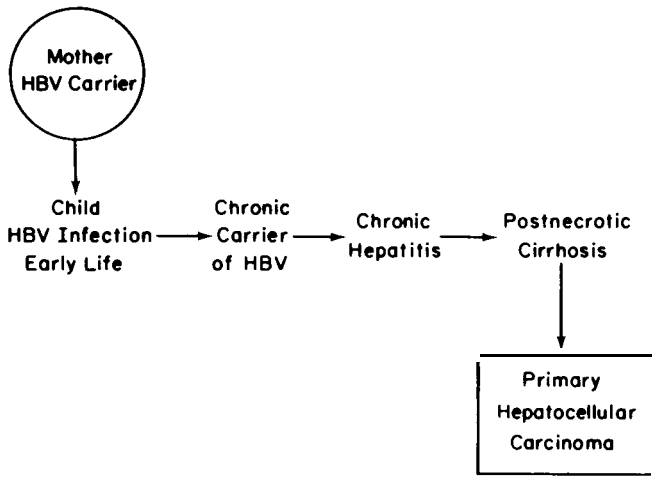 Mother
HBV Carrier
Child
HBV Infection
Early Life
Chronic
Carrier
of HBV
Chronic
Hepatitis
Postnecrotic
Cirrhosis
Primary
Hepatocellular
Carcinoma